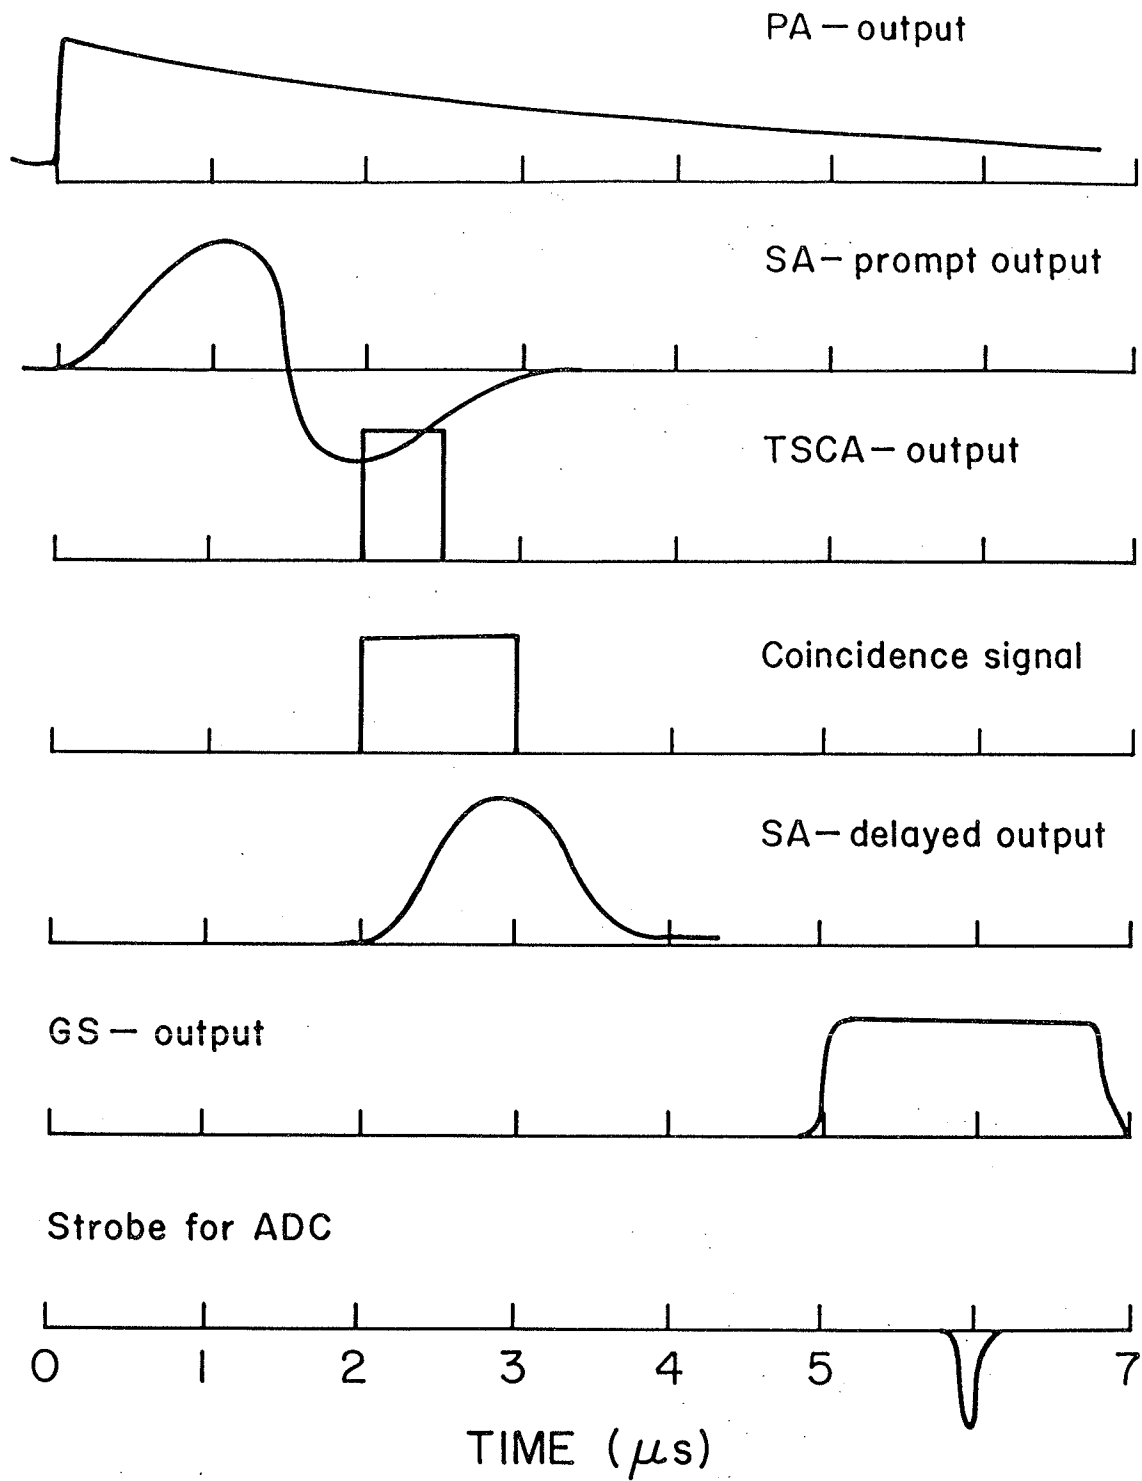 PA — output
SA — prompt output
TSCA — output
Coincidence signal
SA — delayed output
GS — output
Strobe for ADC
0 1 2 3 4 5 7
TIME (μs)